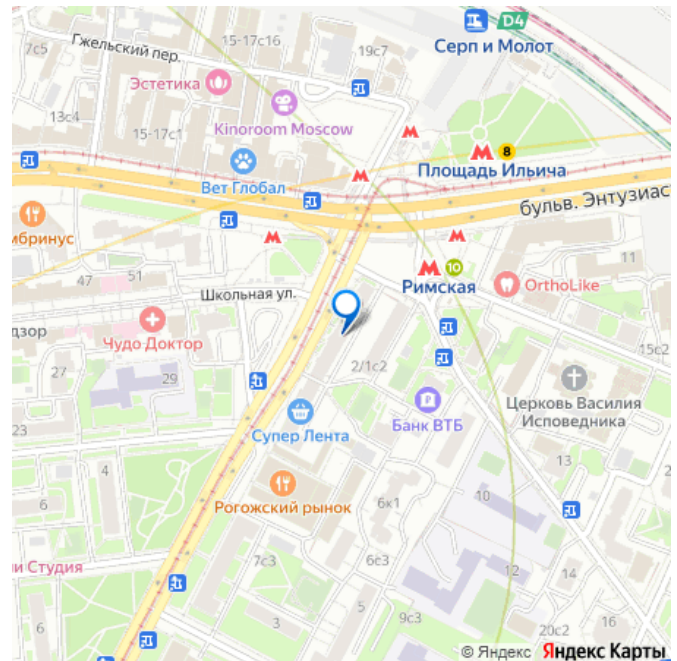 D4
Серп и Молот
Гжельский пер.
15-17с16
7с5
19с7
Эстетика
13с4
Kinoroom Moscow
15-17с1
8
Площадь Ильича
Вет Глобал
бульв. Энтузиас
мбринус
11
10
47
51
Римская
OrthoLike
Школьная ул.
дзор
Чудо Доктор
15с2
27
29
2/1с2
Церковь Василия
Исповедника
Банк ВТБ
23
Супер Лента
4
13
6
Рогожский рынок
6к1
10
7с3
6с3
ии Студия
12
14
6
3
5
9с3
20с2
16
© Яндекс Яндекс Карты